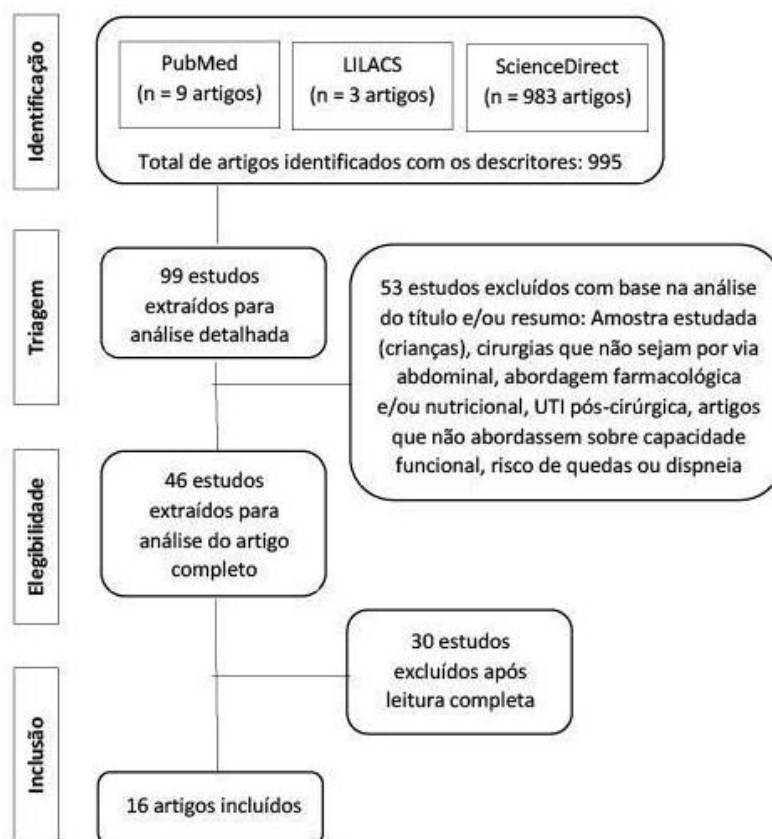 Identificação
PubMed
(n = 9 artigos)
LILACS
(n = 3 artigos)
ScienceDirect
(n = 983 artigos)
Total de artigos identificados com os descritores: 995
Triagem
99 estudos
extraídos para
análise detalhada
53 estudos excluídos com base na análise
do título e/ou resumo: Amostra estudada
(crianças), cirurgias que não sejam por via
abdominal, abordagem farmacológica
e/ou nutricional, UTI pós-cirúrgica, artigos
que não abordassem sobre capacidade
funcional, risco de quedas ou dispneia
Elegibilidade
46 estudos
extraídos para
análise do artigo
completo
30 estudos
excluídos após
leitura completa
Inclusão
16 artigos incluídos